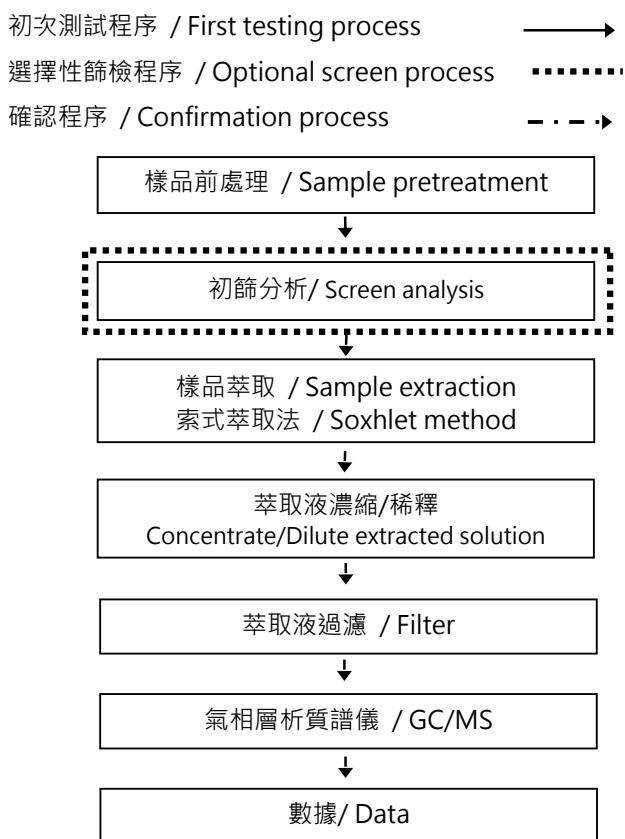 初次測試程序 / First testing process
選擇性篩檢程序 / Optional screen process
確認程序 / Confirmation process
樣品前處理 / Sample pretreatment
初篩分析/ Screen analysis
樣品萃取 / Sample extraction
索式萃取法 / Soxhlet method
萃取液濃縮/稀釋
Concentrate/Dilute extracted solution
萃取液過濾 / Filter
氣相層析質譜儀 / GC/MS
數據/ Data